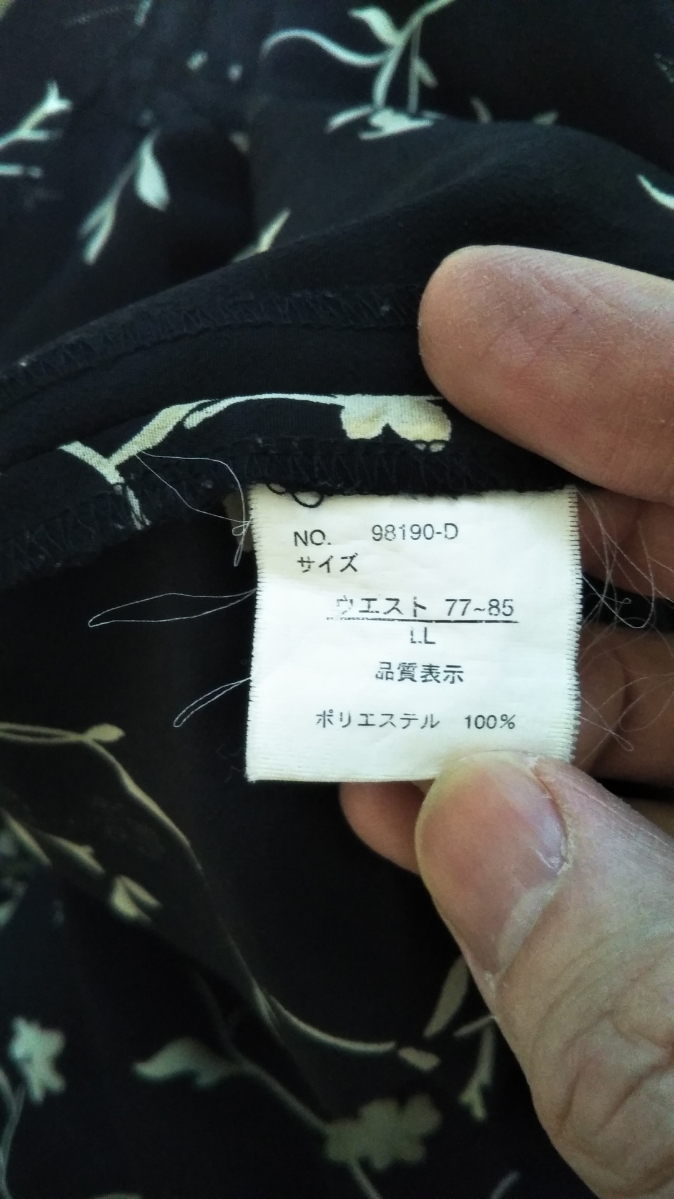 NO. 98190-D
サイズ
ウエスト 77~85
LL
品質表示
ポリエステル 100%